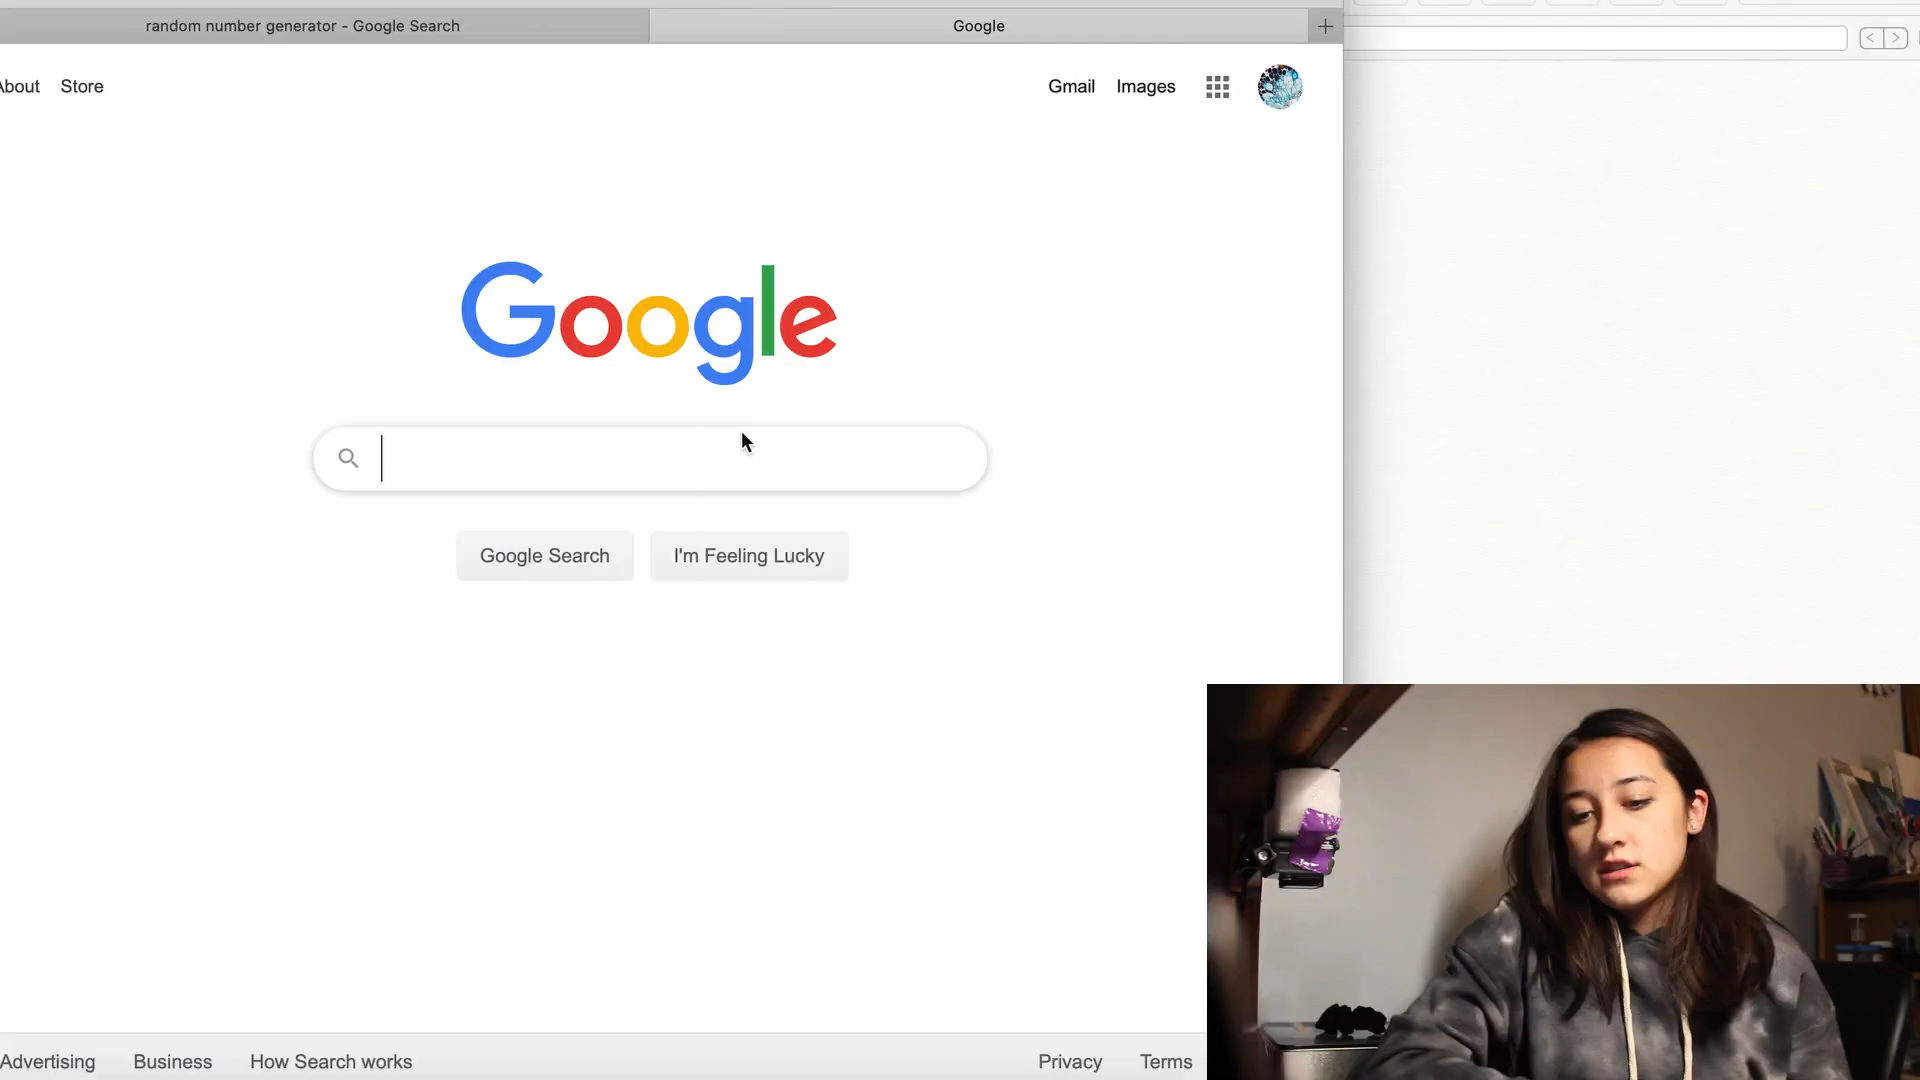 random number generator - Google Search
Google
About
Store
Gmail
Images
Google
Google Search
I'm Feeling Lucky
Advertising
Business
How Search works
Privacy
Terms